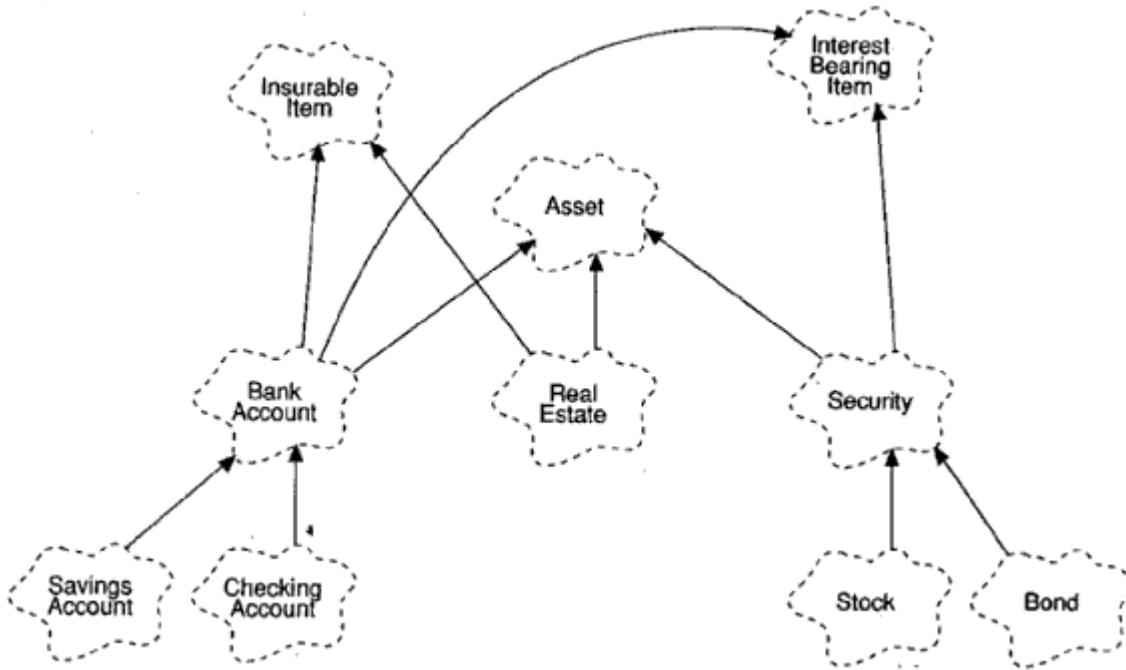 Interest
Bearing
Item
Insurable
Item
Asset
Bank
Account
Real
Estate
Security
Savings
Account
Checking
Account
Stock
Bond